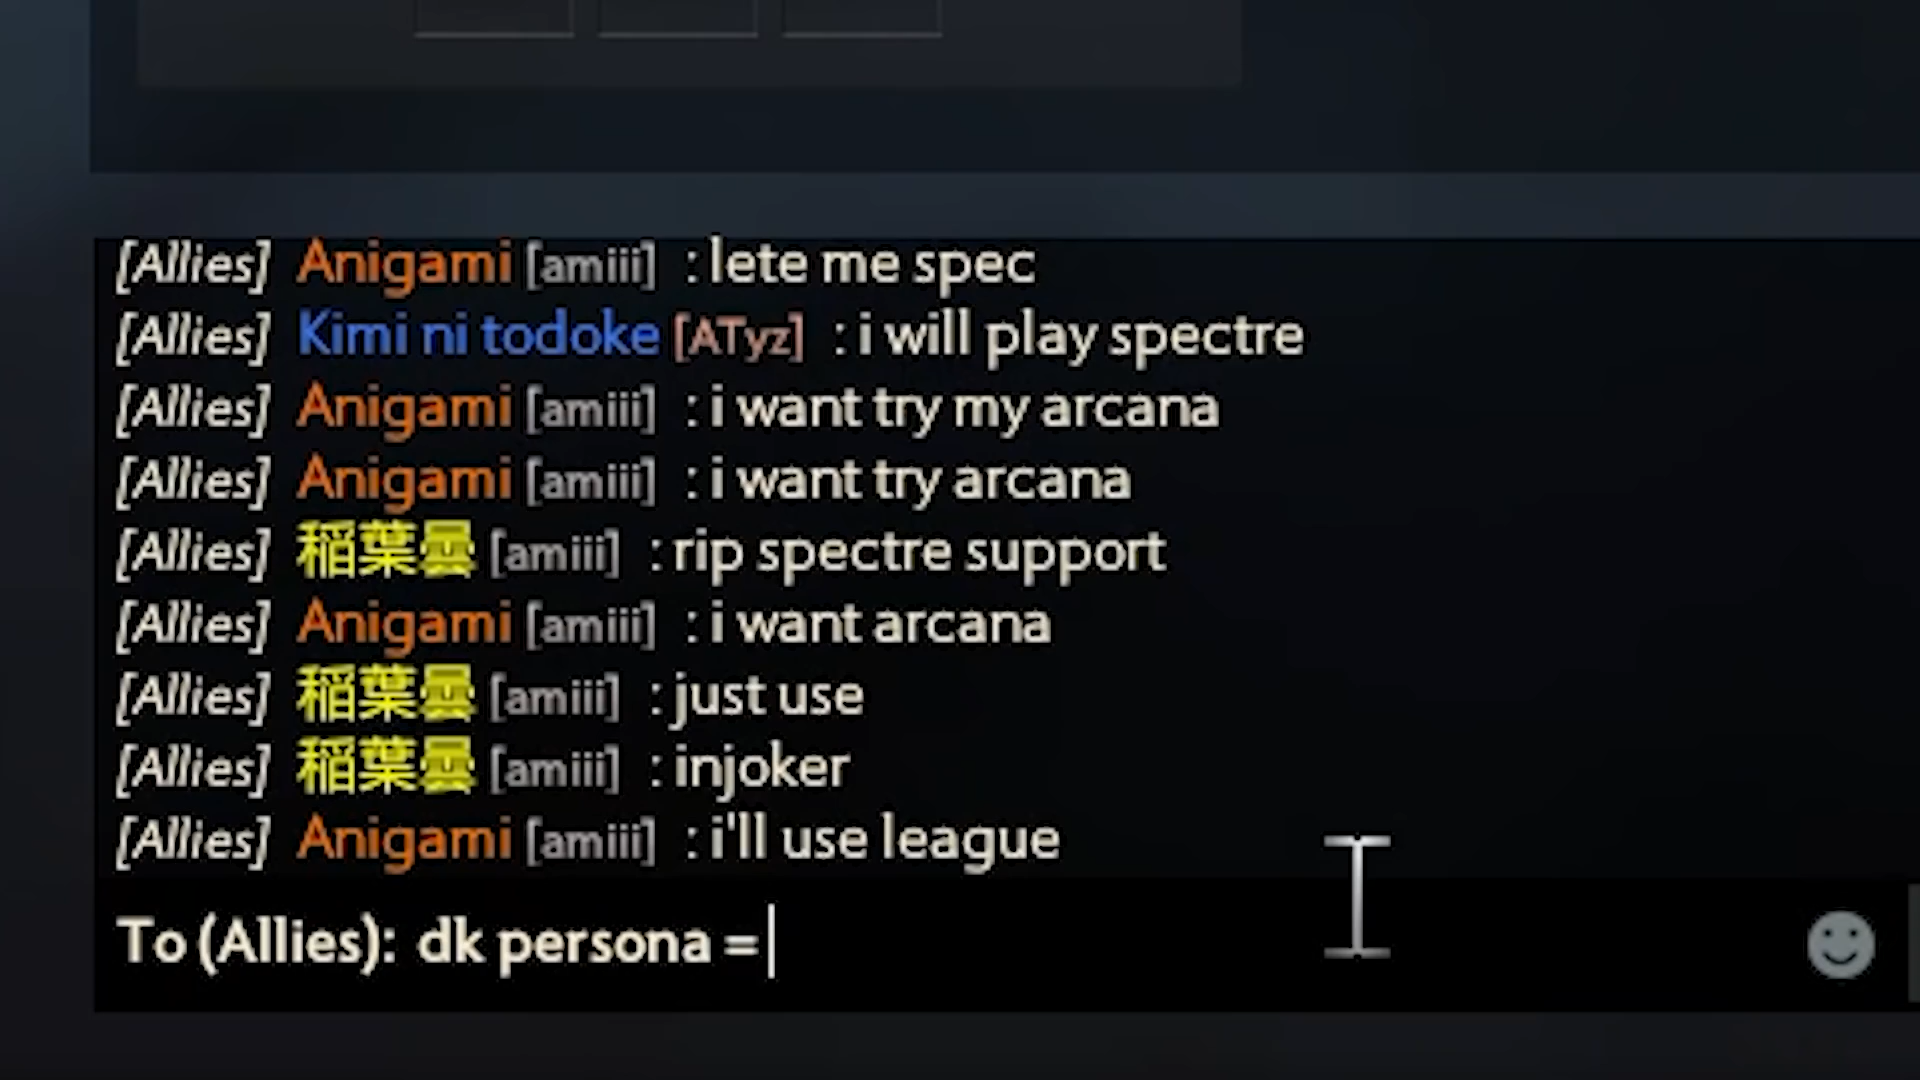 [Allies] Anigami [amiii] : lete me spec
[Allies] Kimi ni todoke [ATyz] : i will play spectre
[Allies] Anigami [amiii] : i want try my arcana
[Allies] Anigami [amiii] : i want try arcana
[Allies] 稲葉曇 [amiii] : rip spectre support
[Allies] Anigami [amiii] : i want arcana
[Allies] 稲葉曇 [amiii] : just use
[Allies] 稲葉曇 [amiii] : injoker
[Allies] Anigami [amiii] : i'll use league
To (Allies): dk persona =